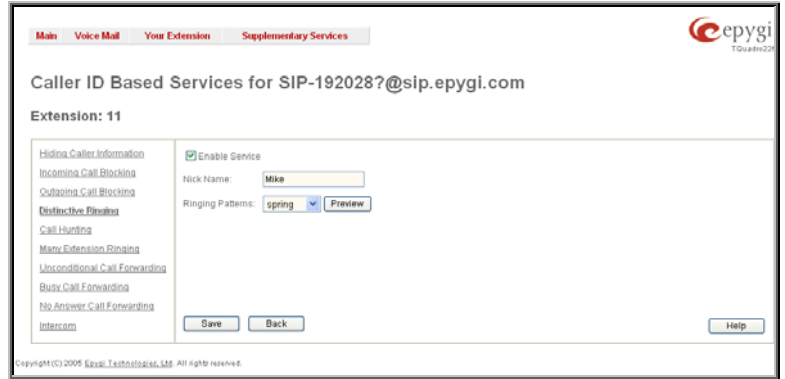 Main Voice Mail Your Extension Supplementary Services
epygi
TQuadro22f
Caller ID Based Services for SIP-192028?@sip.epygi.com
Extension: 11
Hiding Caller Information
Incoming Call Blocking
Outgoing Call Blocking
Distinctive Ringing
Call Hunting
Many Extension Ringing
Unconditional Call Forwarding
Busy Call Forwarding
No Answer Call Forwarding
Intercom
Enable Service
Nick Name: Mike
Ringing Patterns: spring Preview
Save Back Help
Copyright (C) 2005 Epygi Technologies, Ltd. All rights reserved.